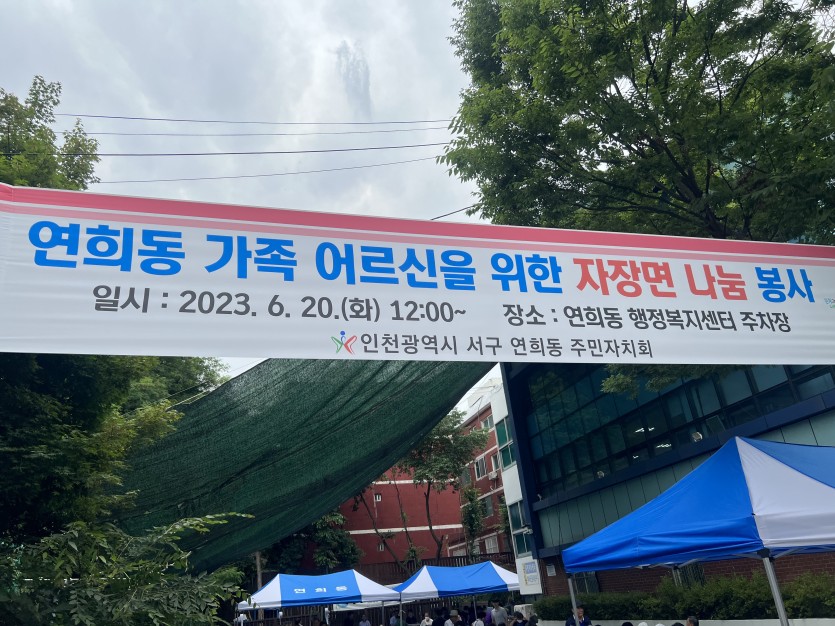 연희동 가족 어르신을 위한 자장면 나눔 봉사
일시 : 2023. 6. 20.(화) 12:00~ 장소 : 연희동 행정복지센터 주차장
인천광역시 서구 연희동 주민자치회
연희동